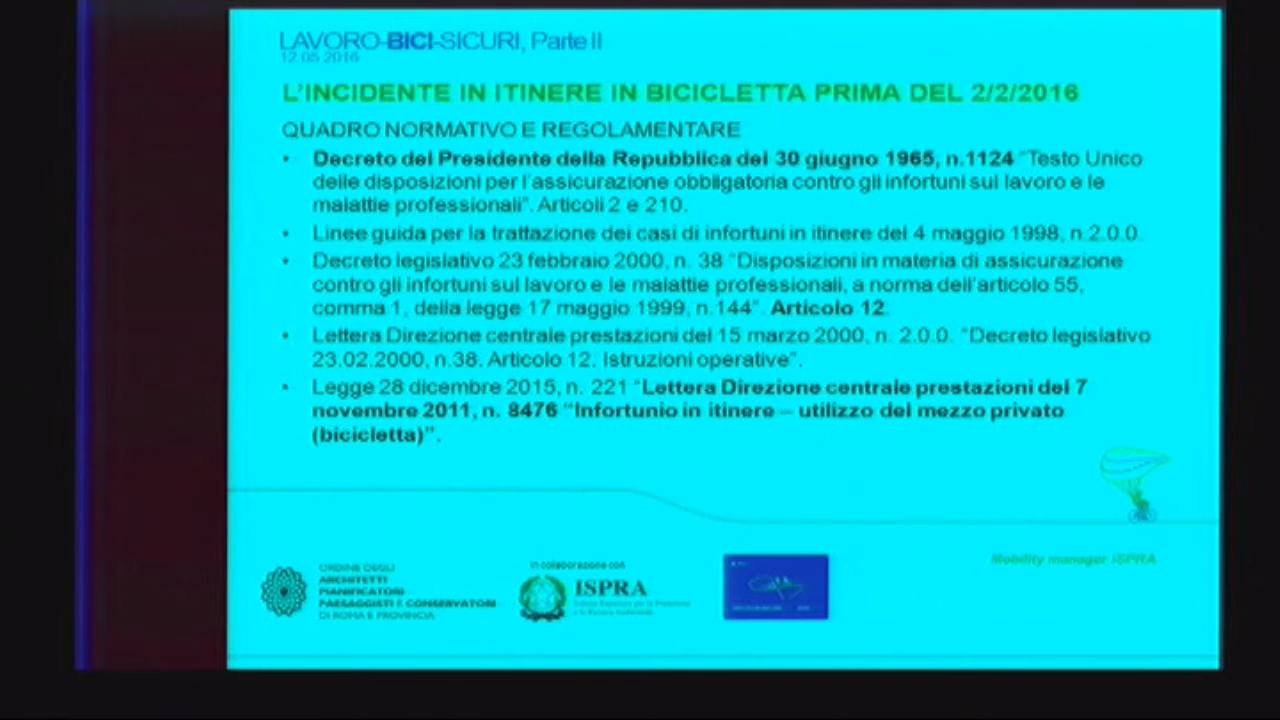 LAVORO-BICI-SICURI, Parte II
12.05.2016
L'INCIDENTE IN ITINERE IN BICICLETTA PRIMA DEL 2/2/2016
QUADRO NORMATIVO E REGOLAMENTARE
• Decreto del Presidente della Repubblica del 30 giugno 1965, n.1124 "Testo Unico
delle disposizioni per l'assicurazione obbligatoria contro gli infortuni sul lavoro e le
malattie professionali". Articoli 2 e 210.
• Linee guida per la trattazione dei casi di infortuni in itinere del 4 maggio 1998, n.2.0.0.
• Decreto legislativo 23 febbraio 2000, n. 38 "Disposizioni in materia di assicurazione
contro gli infortuni sul lavoro e le malattie professionali, a norma dell'articolo 55,
comma 1, della legge 17 maggio 1999, n.144". Articolo 12.
• Lettera Direzione centrale prestazioni del 15 marzo 2000, n. 2.0.0. "Decreto legislativo
23.02.2000, n.38. Articolo 12. Istruzioni operative".
• Legge 28 dicembre 2015, n. 221 "Lettera Direzione centrale prestazioni del 7
novembre 2011, n. 8476 "Infortunio in itinere – utilizzo del mezzo privato
(bicicletta)".
Mobility manager ISPRA
ORDINE DEGLI
ARCHITETTI
PIANIFICATORI
PAESAGGISTI E CONSERVATORI
DI ROMA E PROVINCIA
in collaborazione con
ISPRA
Istituto Superiore per la Protezione
e la Ricerca Ambientale